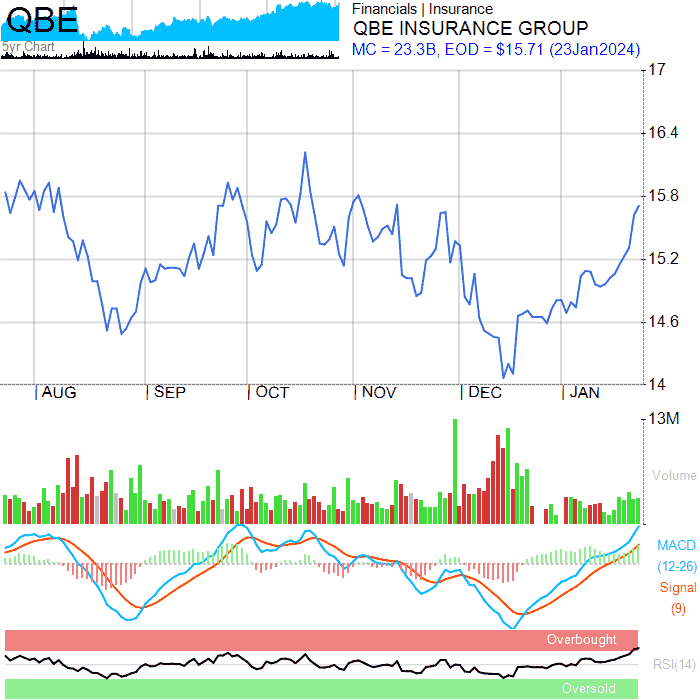 QBE
5yr Chart
Financials | Insurance
QBE INSURANCE GROUP
MC = 23.3B, EOD = $15.71 (23Jan2024)
17
16.4
15.8
15.2
14.6
14
| AUG | SEP | OCT | NOV | DEC | JAN
13M
Volume
MACD
(12-26)
Signal
(9)
Overbought
RSI(14)
Oversold